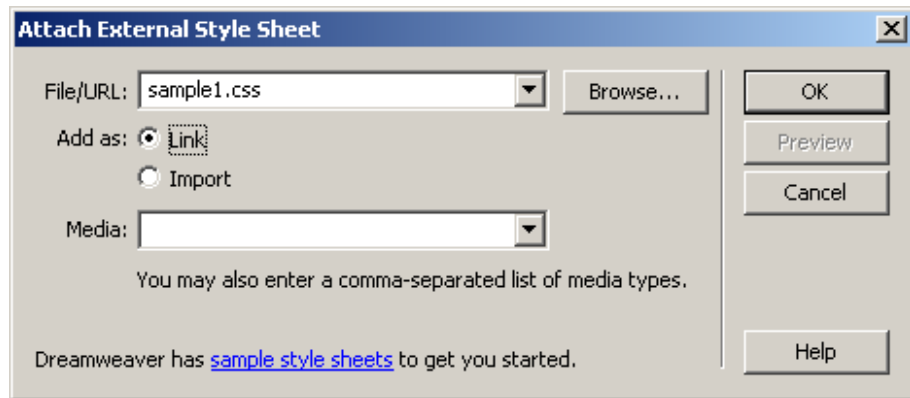 Attach External Style Sheet
File/URL: sample1.css Browse... OK
Add as: Link Preview
Import Cancel
Media:
You may also enter a comma-separated list of media types.
Dreamweaver has sample style sheets to get you started. Help